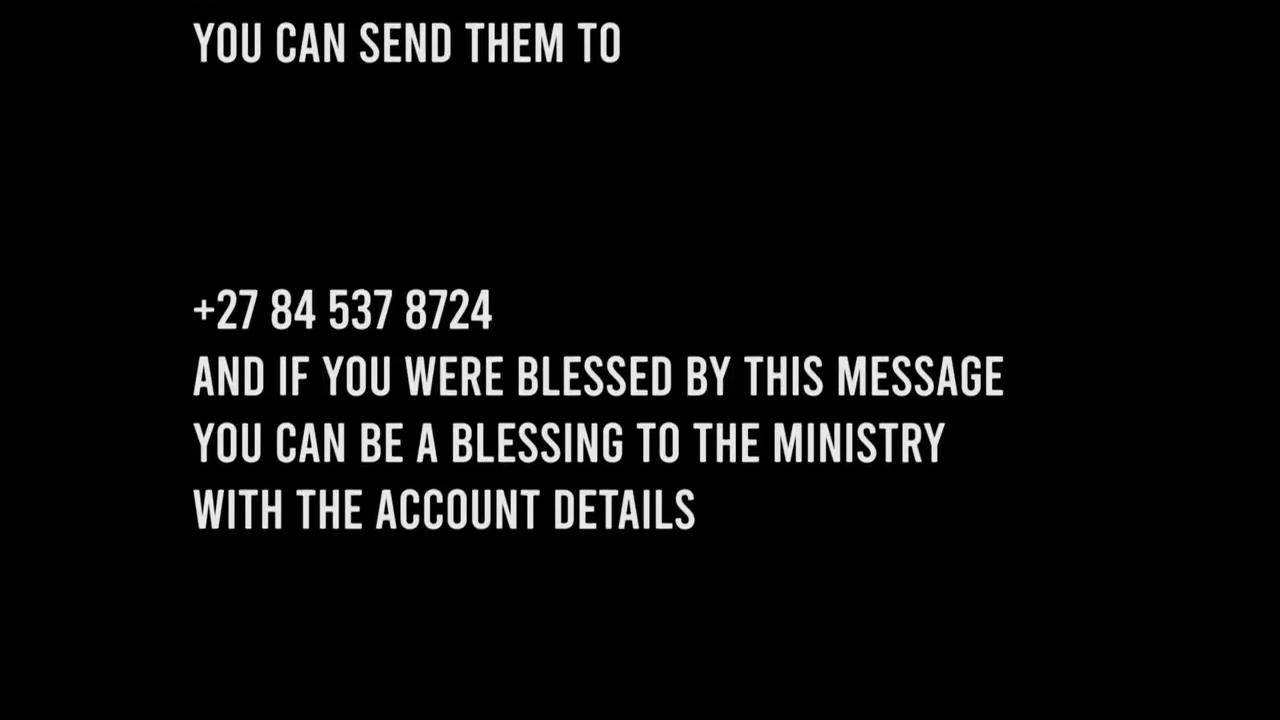 YOU CAN SEND THEM TO
+27 84 537 8724
AND IF YOU WERE BLESSED BY THIS MESSAGE
YOU CAN BE A BLESSING TO THE MINISTRY
WITH THE ACCOUNT DETAILS